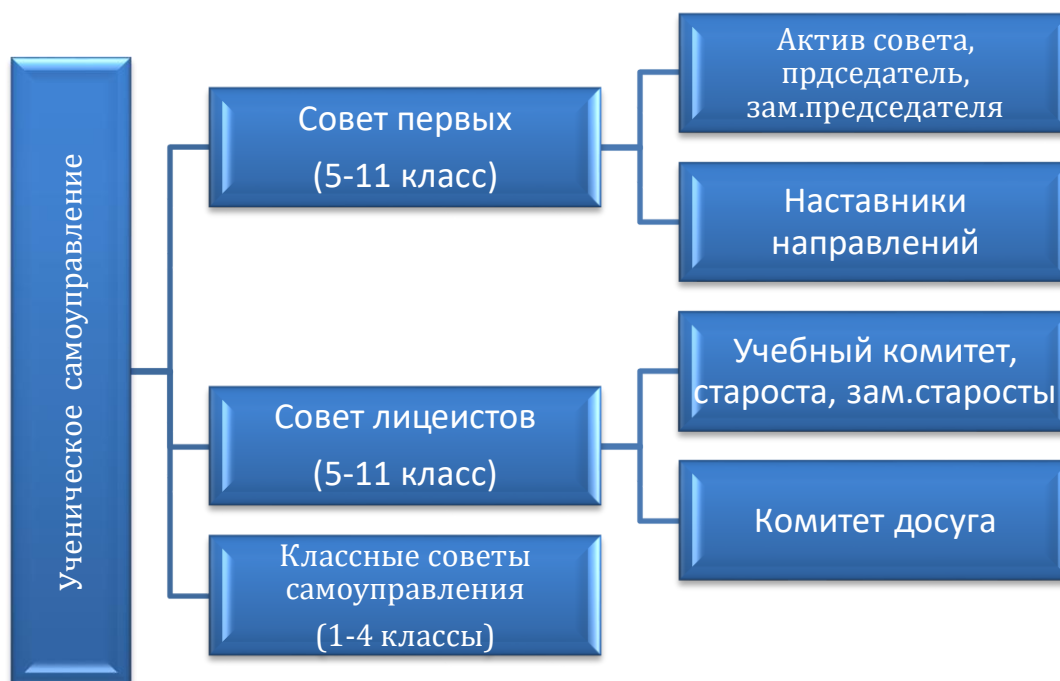 Ученическое самоуправление
Совет первых
(5-11 класс)
Актив совета,
прдседатель,
зам.председателя
Наставники
направлений
Совет лицеистов
(5-11 класс)
Учебный комитет,
староста, зам.старосты
Комитет досуга
Классные советы
самоуправления
(1-4 классы)